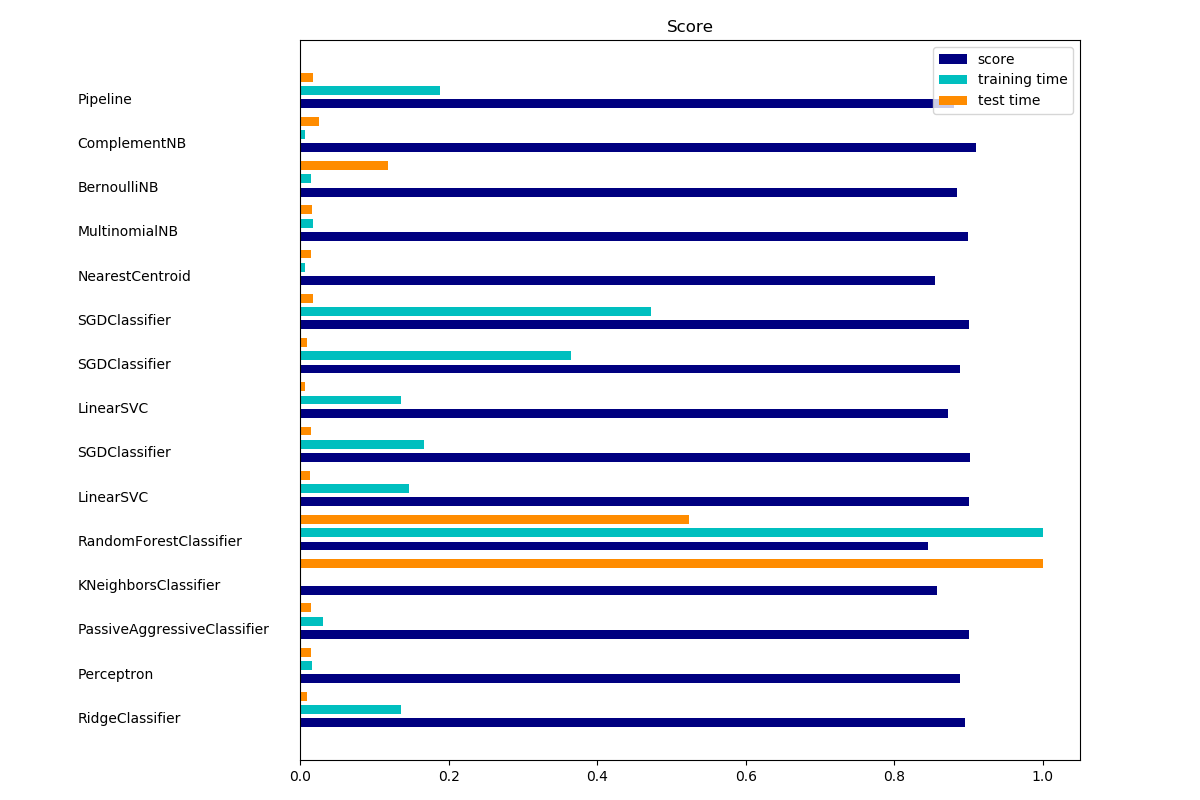 Score
score
training time
test time
Pipeline
ComplementNB
BernoulliNB
MultinomialNB
NearestCentroid
SGDClassifier
SGDClassifier
LinearSVC
SGDClassifier
LinearSVC
RandomForestClassifier
KNeighborsClassifier
PassiveAggressiveClassifier
Perceptron
RidgeClassifier
0.0 0.2 0.4 0.6 0.8 1.0